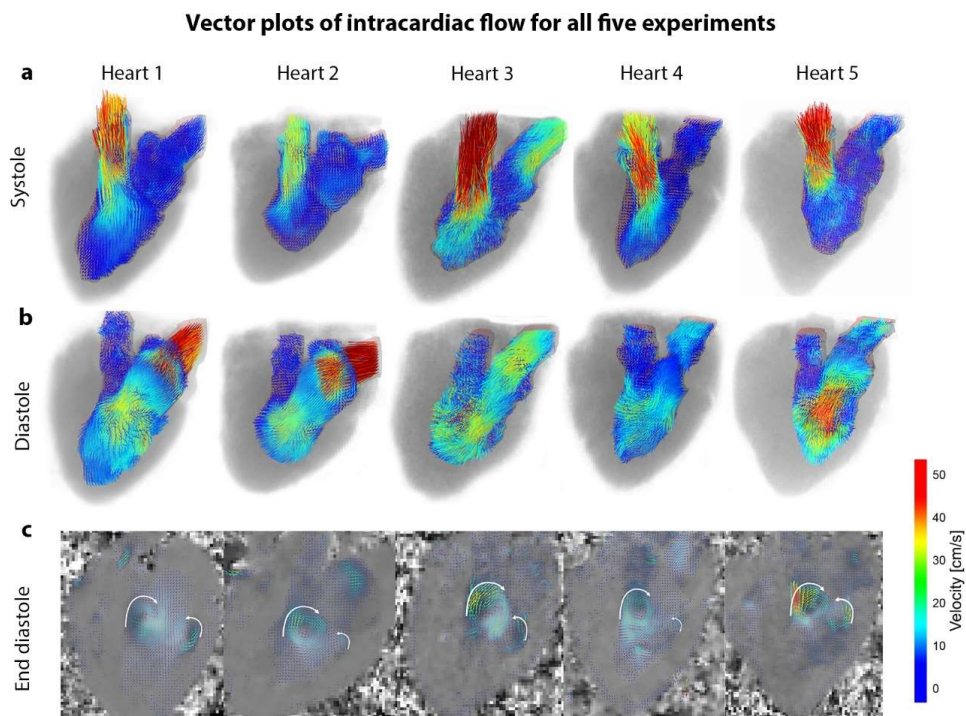 Vector plots of intracardiac flow for all five experiments
a
Heart 1
Heart 2
Heart 3
Heart 4
Heart 5
Systole
b
Diastole
c
End diastole
50
40
30
20
10
0
Velocity [cm/s]